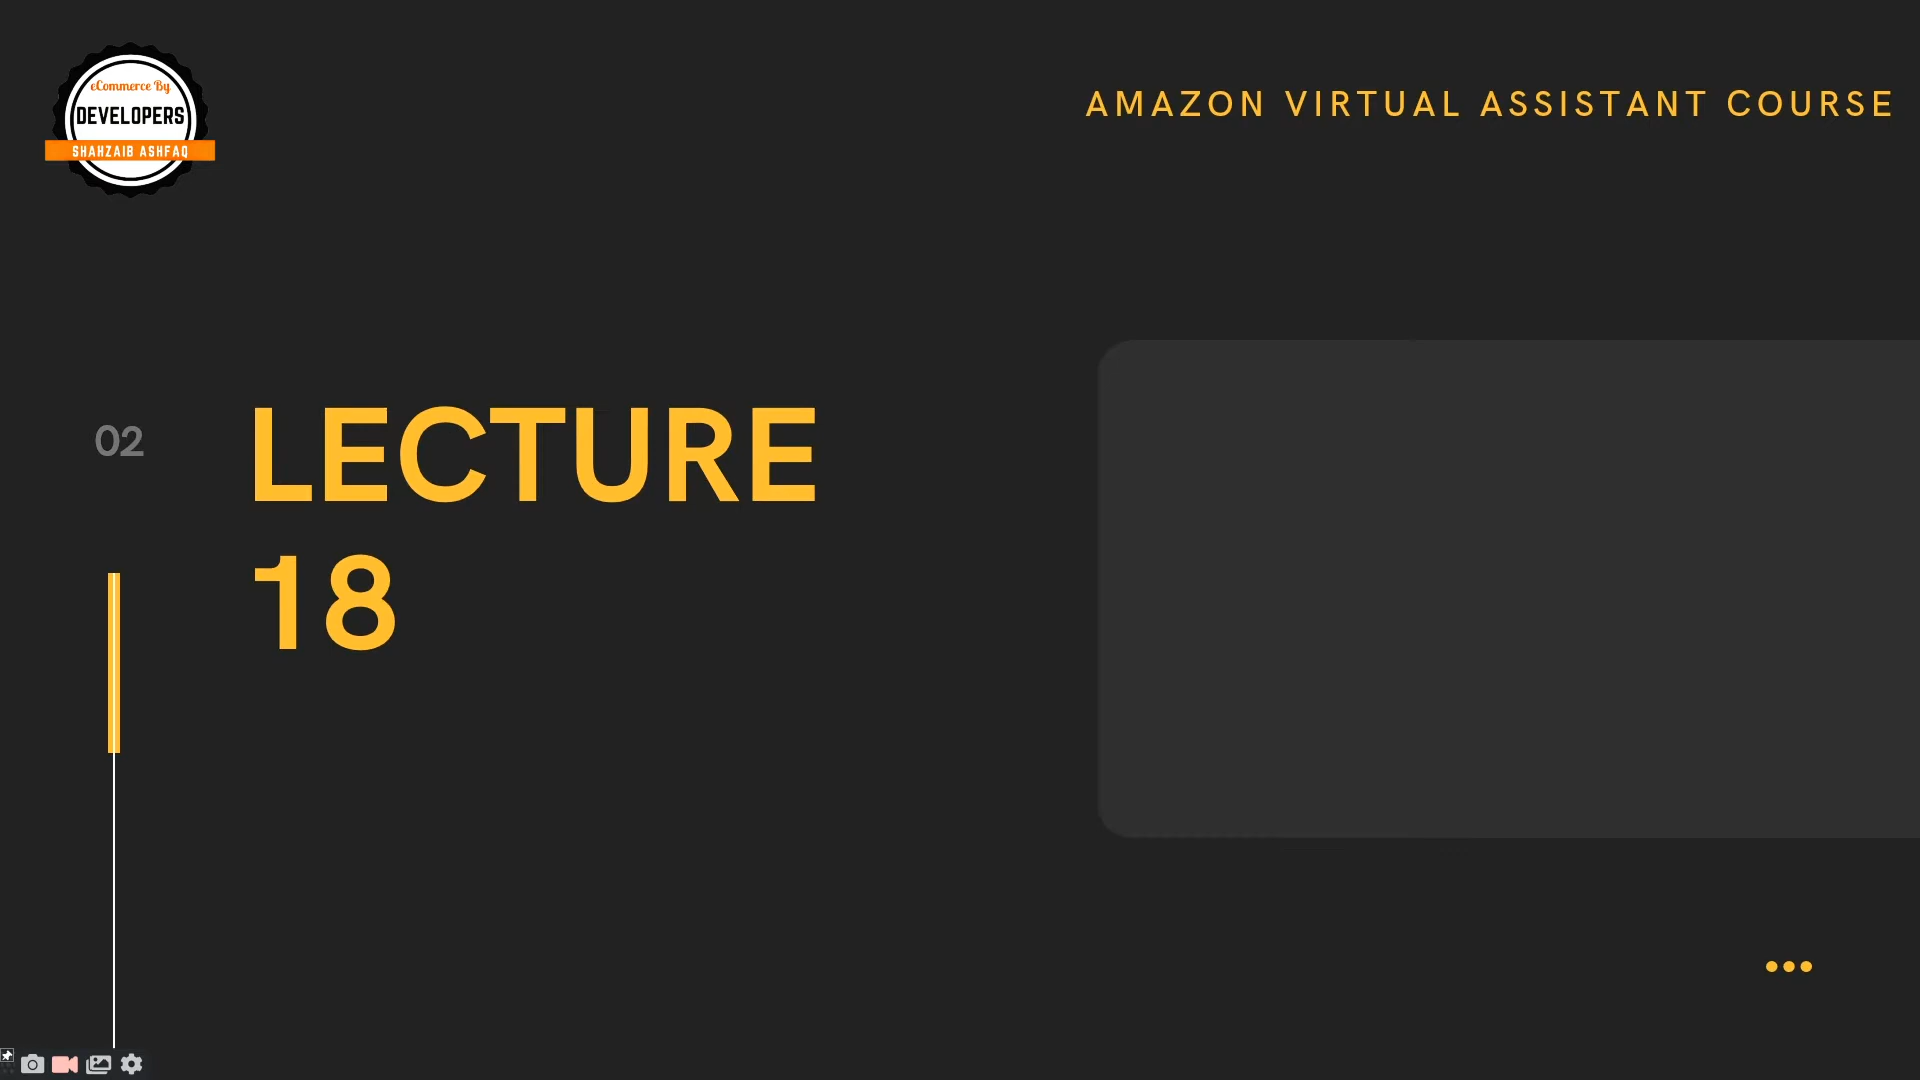 eCommerce By
DEVELOPERS
SHAHZAIB ASHFAQ
AMAZON VIRTUAL ASSISTANT COURSE
02
LECTURE
18